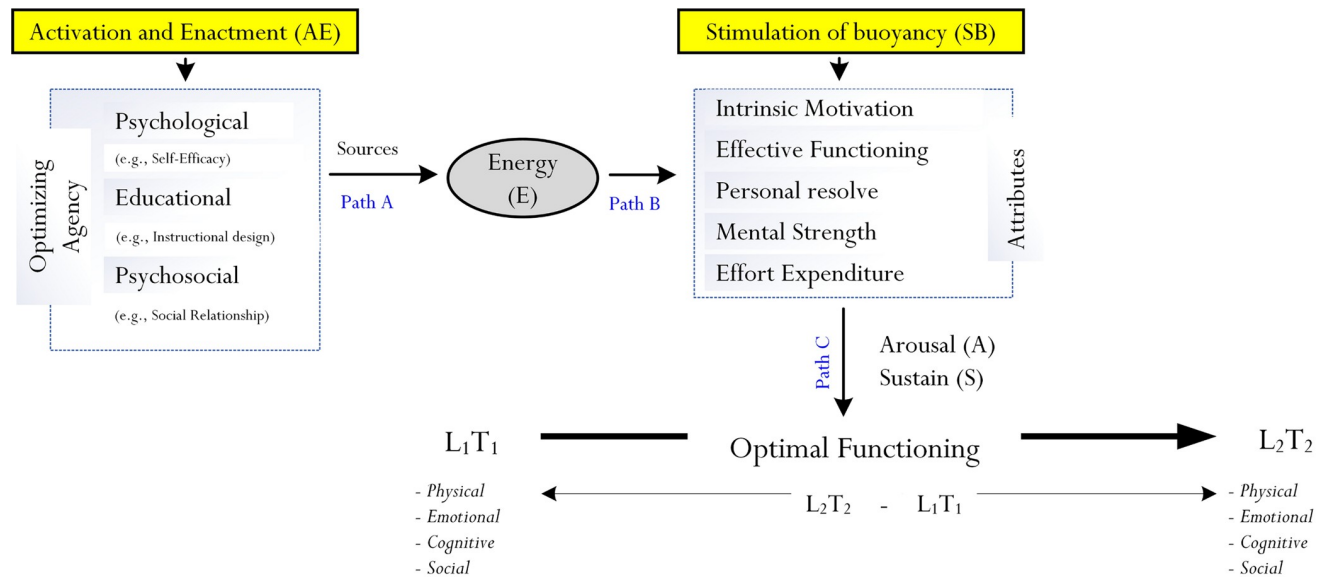 Activation and Enactment (AE)
Optimizing
Agency
Psychological
(e.g., Self-Efficacy)
Educational
(e.g., Instructional design)
Psychosocial
(e.g., Social Relationship)
Sources
Path A
Energy
(E)
Path B
Stimulation of buoyancy (SB)
Intrinsic Motivation
Effective Functioning
Personal resolve
Mental Strength
Effort Expenditure
Attributes
Path C
Arousal (A)
Sustain (S)
L₁T₁
Optimal Functioning
L₂T₂
L₂T₂ - L₁T₁
- Physical
- Emotional
- Cognitive
- Social
- Physical
- Emotional
- Cognitive
- Social